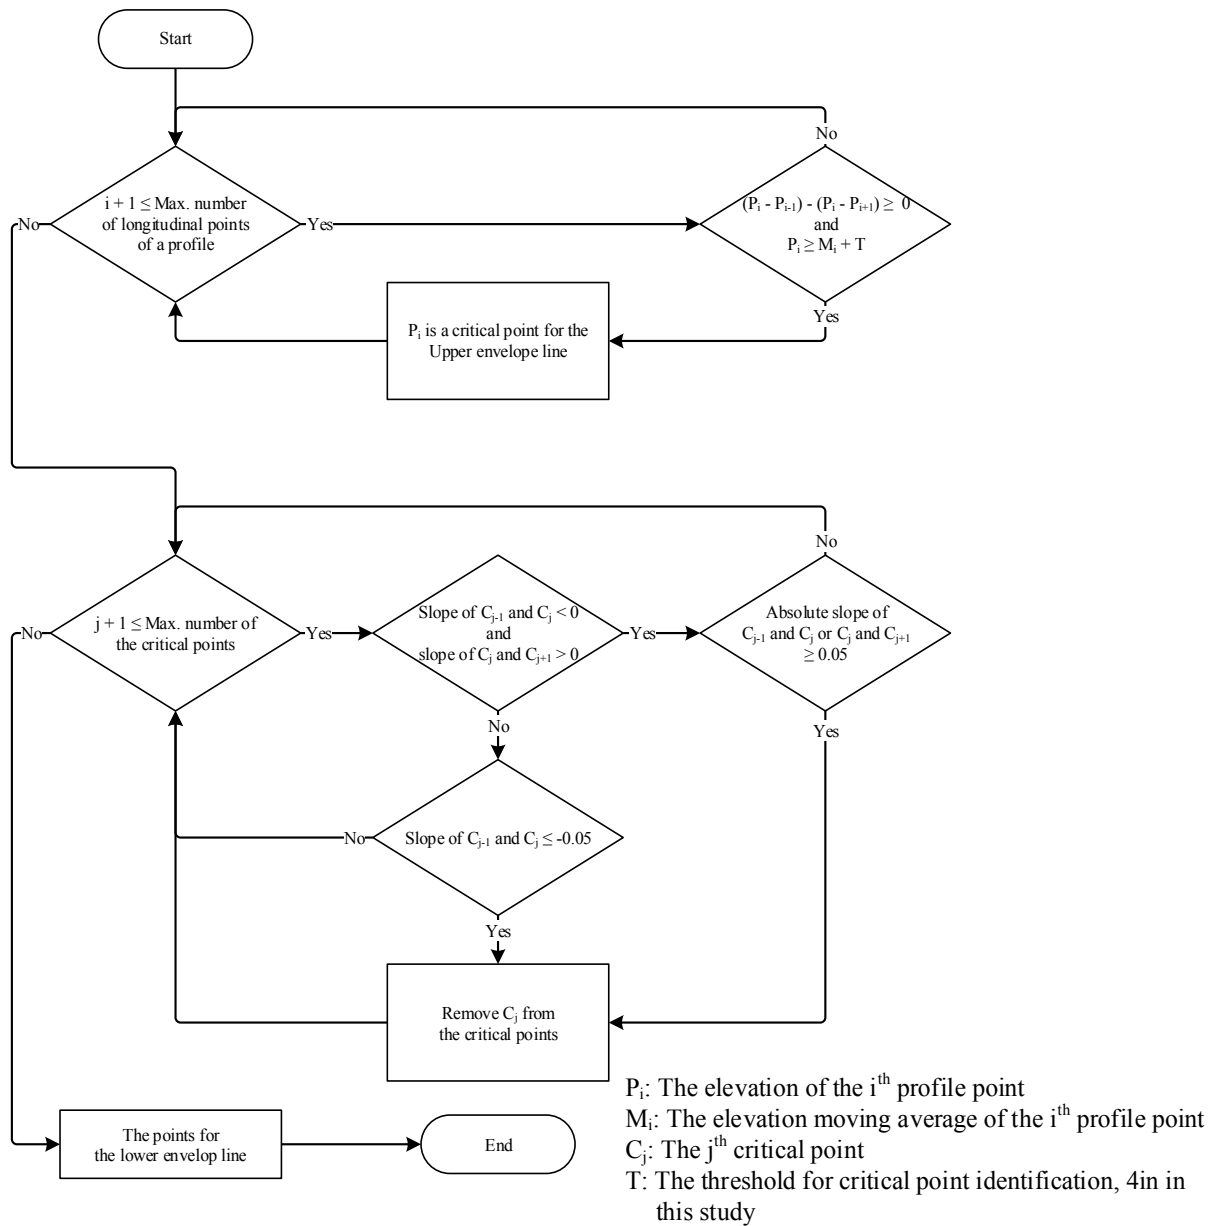 Start
No
i + 1 ≤ Max. number
of longitudinal points
of a profile
No
Yes
(Pi - Pi-1) - (Pi - Pi+1) ≥ 0
and
Pi ≥ Mi + T
Yes
Pi is a critical point for the
Upper envelope line
No
j + 1 ≤ Max. number of
the critical points
No
Yes
Slope of Cj-1 and Cj < 0
and
slope of Cj and Cj+1 > 0
Yes
Absolute slope of
Cj-1 and Cj or Cj and Cj+1
≥ 0.05
No
Yes
No
Slope of Cj-1 and Cj ≤ -0.05
Yes
Remove Cj from
the critical points
Pi: The elevation of the ith profile point
Mi: The elevation moving average of the ith profile point
Cj: The jth critical point
T: The threshold for critical point identification, 4in in
this study
The points for
the lower envelop line
End